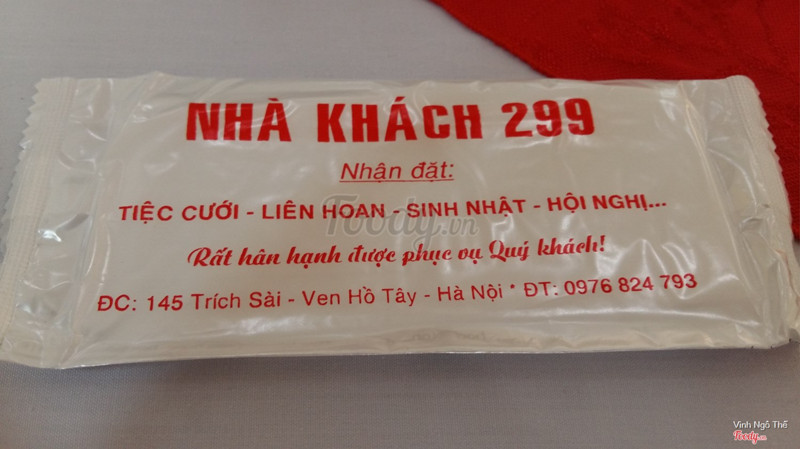 NHÀ KHÁCH 299
Nhận đặt:
TIỆC CƯỚI - LIÊN HOAN - SINH NHẬT - HỘI NGHỊ...
Foody.vn
Rất hân hạnh được phục vụ Quý khách!
ĐC: 145 Trích Sài - Ven Hồ Tây - Hà Nội * ĐT: 0976 824 793
Vinh Ngô Thế
Foody.vn